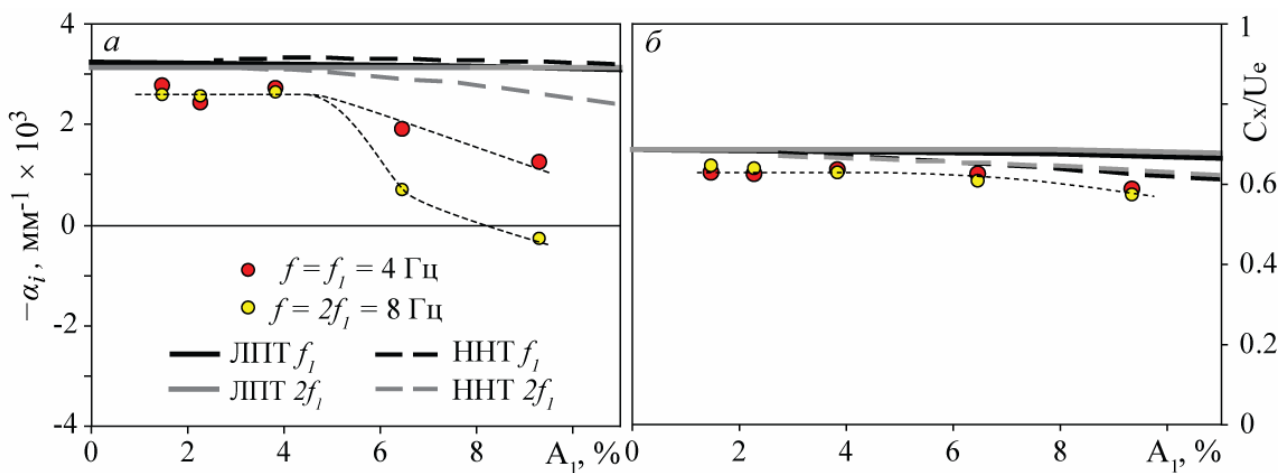 4
2
0
-2
-4
−αᵢ, мм⁻¹ × 10³
а
f = f₁ = 4 Гц
f = 2f₁ = 8 Гц
ЛПТ f₁
ННТ f₁
ЛПТ 2f₁
ННТ 2f₁
0 2 4 6 8 A₁, %
б
1
Cx/Ue
0.6
0.4
0.2
0
0 2 4 6 8 A₁, %